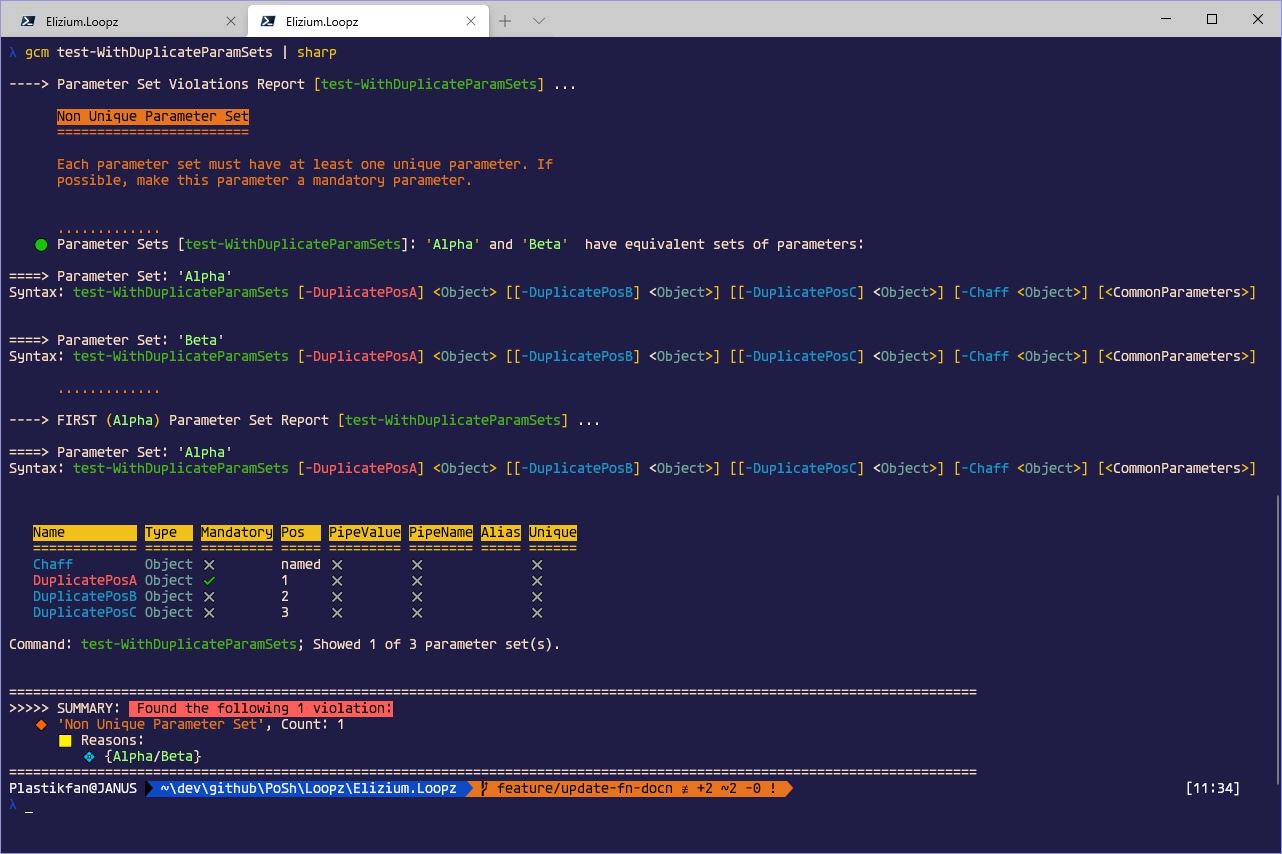 Elizium.Loopz
Elizium.Loopz
λ gcm test-WithDuplicateParamSets | sharp
----> Parameter Set Violations Report [test-WithDuplicateParamSets] ...
Non Unique Parameter Set
========================
Each parameter set must have at least one unique parameter. If
possible, make this parameter a mandatory parameter.
.............
Parameter Sets [test-WithDuplicateParamSets]: 'Alpha' and 'Beta'  have equivalent sets of parameters:
====> Parameter Set: 'Alpha'
Syntax: test-WithDuplicateParamSets [-DuplicatePosA] <Object> [[-DuplicatePosB] <Object>] [[-DuplicatePosC] <Object>] [-Chaff <Object>] [<CommonParameters>]
====> Parameter Set: 'Beta'
Syntax: test-WithDuplicateParamSets [-DuplicatePosA] <Object> [[-DuplicatePosB] <Object>] [[-DuplicatePosC] <Object>] [-Chaff <Object>] [<CommonParameters>]
.............
----> FIRST (Alpha) Parameter Set Report [test-WithDuplicateParamSets] ...
====> Parameter Set: 'Alpha'
Syntax: test-WithDuplicateParamSets [-DuplicatePosA] <Object> [[-DuplicatePosB] <Object>] [[-DuplicatePosC] <Object>] [-Chaff <Object>] [<CommonParameters>]
Name Type Mandatory Pos PipeValue PipeName Alias Unique
============= ====== ========= ===== ========= ======== ===== ======
Chaff Object ✕ named ✕ ✕ ✕
DuplicatePosA Object ✓ 1 ✕ ✕ ✕
DuplicatePosB Object ✕ 2 ✕ ✕ ✕
DuplicatePosC Object ✕ 3 ✕ ✕ ✕
Command: test-WithDuplicateParamSets; Showed 1 of 3 parameter set(s).
=========================================================================================================================
>>>>> SUMMARY: Found the following 1 violation:
'Non Unique Parameter Set', Count: 1
Reasons:
{Alpha/Beta}
=========================================================================================================================
Plastikfan@JANUS ~\dev\github\PoSh\Loopz\Elizium.Loopz feature/update-fn-docn ≢ +2 ~2 -0 ! [11:34]
λ _